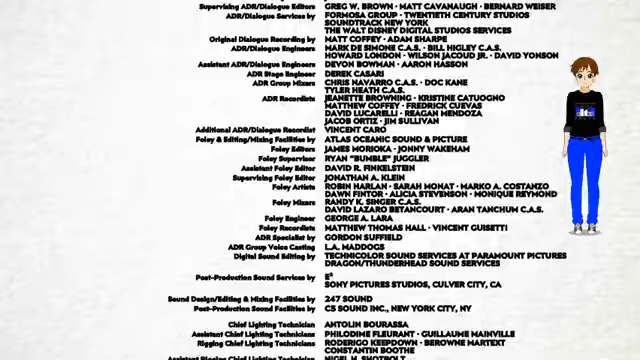 Supervising ADR/Dialogue Editors GREG W. BROWN · MATT CAVANAUGH · BERNARD WEISER
ADR/Dialogue Services by FORMOSA GROUP · TWENTIETH CENTURY STUDIOS
SOUNDTRACK NEW YORK
THE WALT DISNEY DIGITAL STUDIOS SERVICES
Original Dialogue Recording by MATT COFFEY · ADAM SHARPE
ADR/Dialogue Engineers MARK DE SIMONE C.A.S. · BILL HIGLEY C.A.S.
HOWARD LONDON · WILSON JACOUD JR. · DAVID YONSON
Assistant ADR/Dialogue Engineers DEVON BOWMAN · AARON HASSON
ADR Stage Engineer DEREK CASARI
ADR Group Mixers CHRIS NAVARRO C.A.S. · DOC KANE
TYLER HEATH C.A.S.
ADR Recordists JEANETTE BROWNING · KRISTINE CATUOGNO
MATTHEW COFFEY · FREDRICK CUEVAS
DAVID LUCARELLI · REAGAN MENDOZA
JACOB ORTIZ · JIM SULLIVAN
Additional ADR/Dialogue Recordist VINCENT CARO
Foley & Editing/Mixing Facilities by ATLAS OCEANIC SOUND & PICTURE
Foley Editors JAMES MORIOKA · JONNY WAKEHAM
Foley Supervisor RYAN "BUMBLE" JUGGLER
Assistant Foley Editor DAVID R. FINKELSTEIN
Supervising Foley Editor JONATHAN A. KLEIN
Foley Artists ROBIN HARLAN · SARAH MONAT · MARKO A. COSTANZO
DAWN FINTOR · ALICIA STEVENSON · MONIQUE REYMOND
Foley Mixers RANDY K. SINGER C.A.S.
DAVID LAZARO BETANCOURT · ARAN TANCHUM C.A.S.
Foley Engineer GEORGE A. LARA
Foley Recordists MATTHEW THOMAS HALL · VINCENT GUISETTI
ADR Specialist by GORDON SUFFIELD
ADR Group Voice Casting L.A. MADDOGS
Digital Sound Editing by TECHNICOLOR SOUND SERVICES AT PARAMOUNT PICTURES
DRAGON/THUNDERHEAD SOUND SERVICES
Post-Production Sound Services by
SONY PICTURES STUDIOS, CULVER CITY, CA
Sound Design/Editing & Mixing Facilities by 247 SOUND
Post-Production Sound Facilities by C5 SOUND INC., NEW YORK CITY, NY
Chief Lighting Technician ANTOLIN BOURASSA
Assistant Chief Lighting Technicians PHILODIME FLEURANT · GUILLAUME MAINVILLE
Rigging Chief Lighting Technicians RODERIGO KEEPDOWN · BEROWNE MARTEXT
CONSTANTIN BOOTHE
Assistant Rigging Chief Lighting Technician NIGEL H. SHOTBOLT